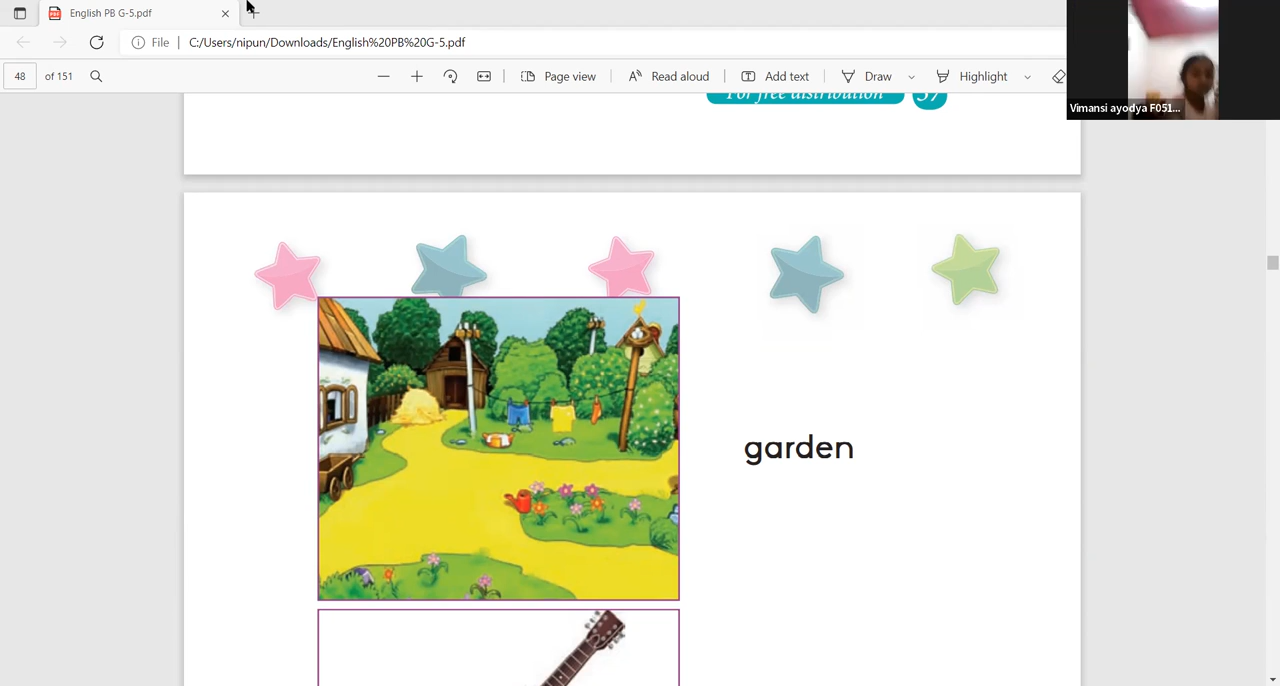 English PB G-5.pdf
File
C:/Users/nipun/Downloads/English%20PB%20G-5.pdf
48
of 151
Page view
Read aloud
Add text
Draw
Highlight
Vimansi ayodya F051...
For free distribution
37
garden